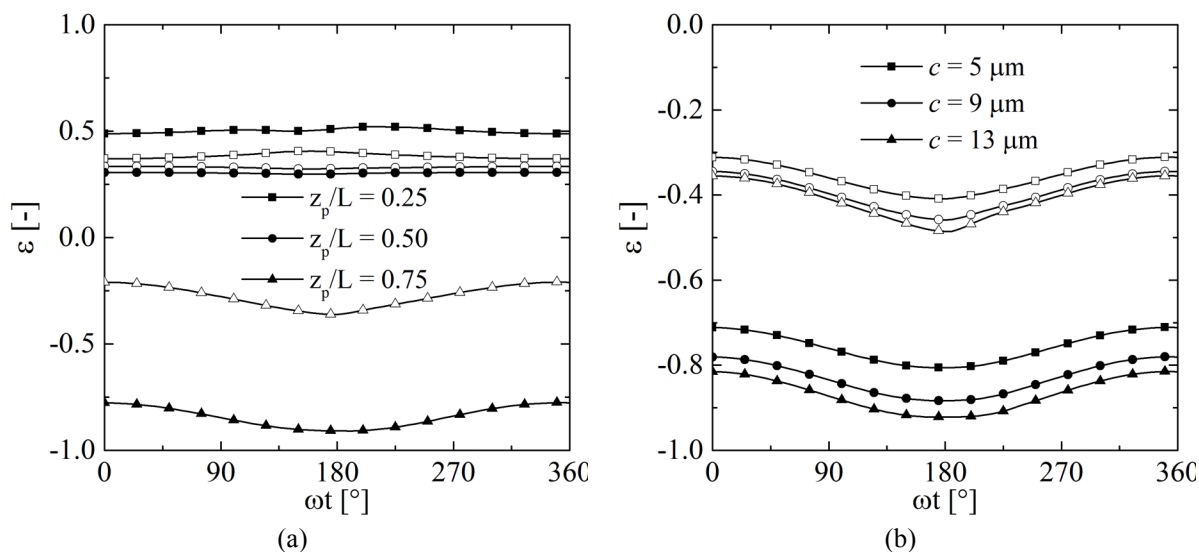 1.0
0.5
0.0
-0.5
-1.0
ε [-]
z_p/L = 0.25
z_p/L = 0.50
z_p/L = 0.75
0 90 180 270 360
ωt [°]
(a)
0.0
-0.2
-0.4
-0.6
-0.8
-1.0
ε [-]
c = 5 μm
c = 9 μm
c = 13 μm
0 90 180 270 360
ωt [°]
(b)